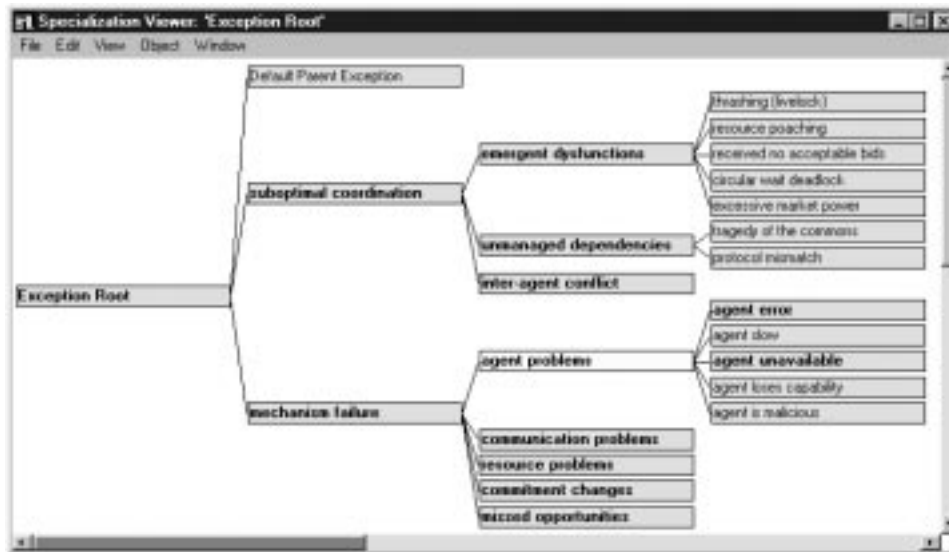 Specialization Viewer: "Exception Root"
File Edit View Object Window
Default Parent Exception
thrashing (livelock)
resource poaching
emergent dysfunctions
received no acceptable bids
circular wait deadlock
suboptimal coordination
excessive market power
tragedy of the commons
unmanaged dependencies
protocol mismatch
inter-agent conflict
Exception Root
agent error
agent slow
agent problems
agent unavailable
agent loses capability
mechanism failure
agent is malicious
communication problems
resource problems
commitment changes
missed opportunities